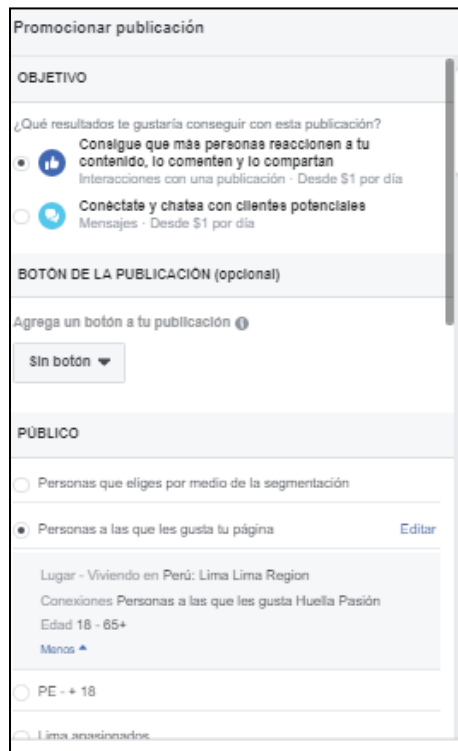 Promocionar publicación
OBJETIVO
¿Qué resultados te gustaría conseguir con esta publicación?
Consigue que más personas reaccionen a tu
contenido, lo comenten y lo compartan
Interacciones con una publicación · Desde $1 por día
Conéctate y chatea con clientes potenciales
Mensajes · Desde $1 por día
BOTÓN DE LA PUBLICACIÓN (opcional)
Agrega un botón a tu publicación
Sin botón
PÚBLICO
Personas que eliges por medio de la segmentación
Personas a las que les gusta tu página Editar
Lugar - Viviendo en Perú: Lima Lima Region
Conexiones Personas a las que les gusta Huella Pasión
Edad 18 - 65+
Menos
PE - + 18
Lima apasionados